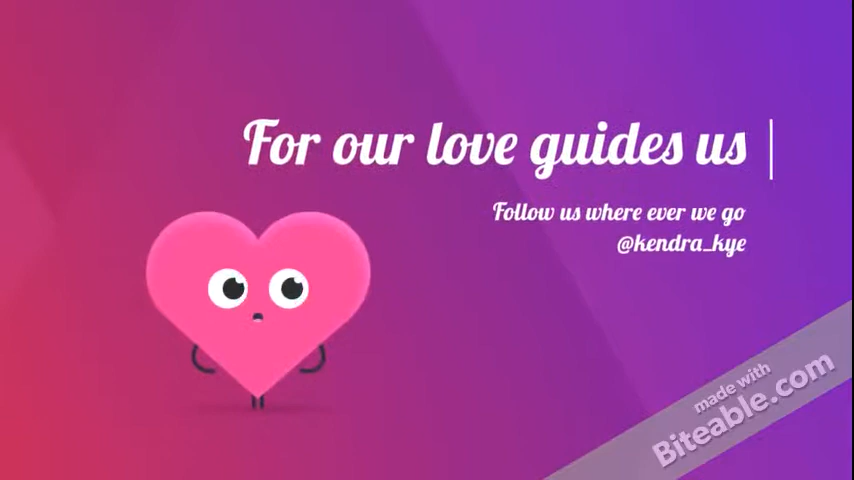 For our love guides us
Follow us where ever we go
@kendra_kye
made with
Biteable.com